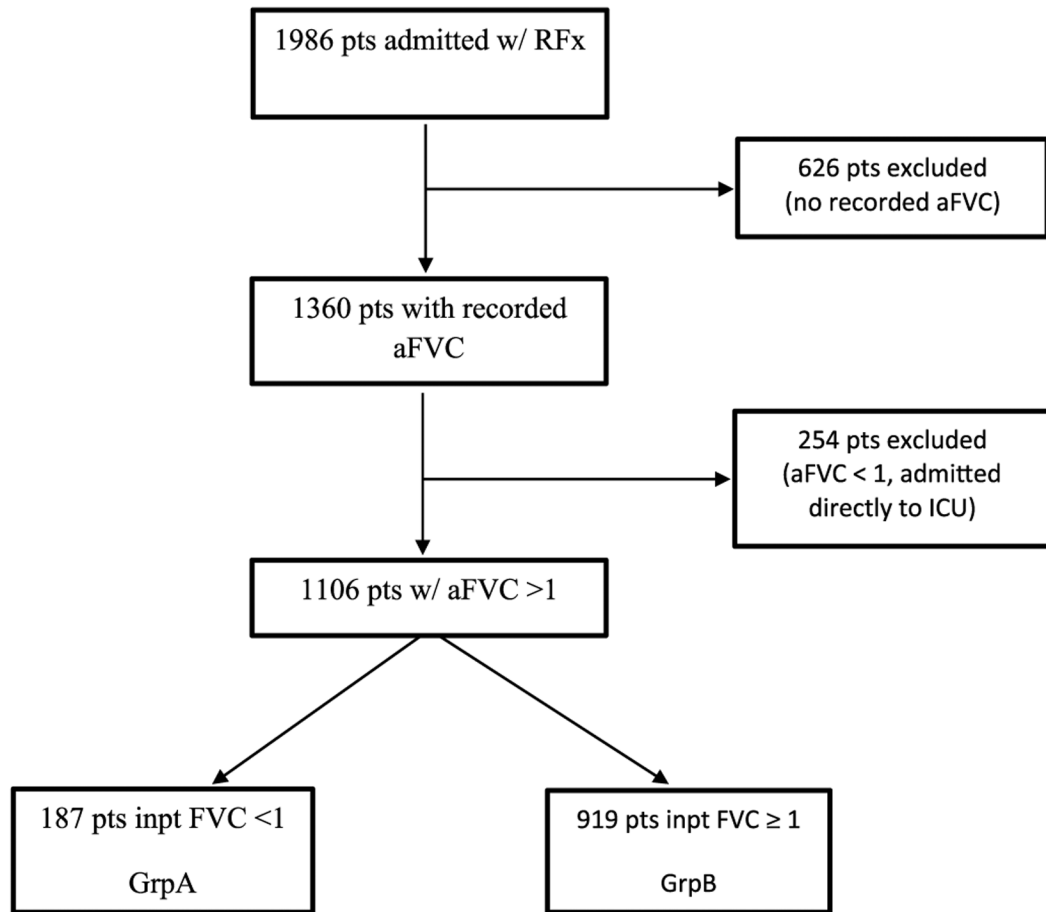 1986 pts admitted w/ RFx
626 pts excluded
(no recorded aFVC)
1360 pts with recorded
aFVC
254 pts excluded
(aFVC < 1, admitted
directly to ICU)
1106 pts w/ aFVC >1
187 pts inpt FVC <1
GrpA
919 pts inpt FVC ≥ 1
GrpB